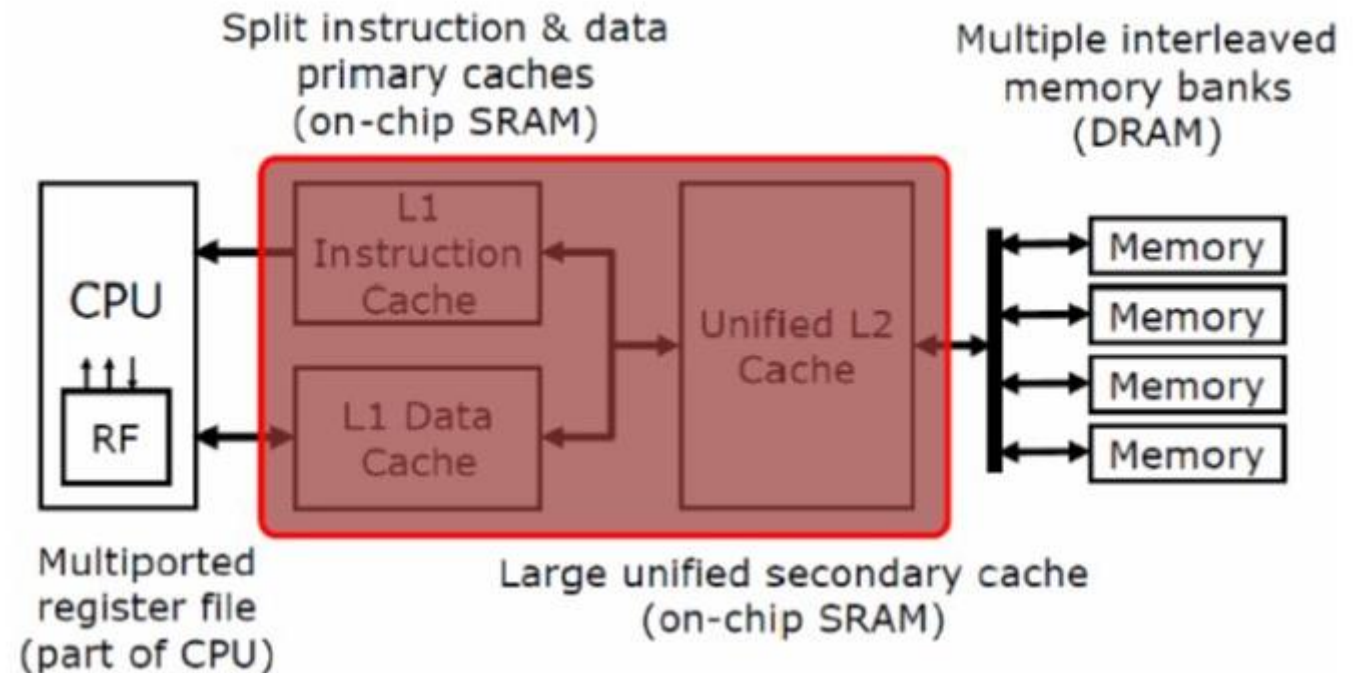 Split instruction & data
primary caches
(on-chip SRAM)
Multiple interleaved
memory banks
(DRAM)
CPU
RF
L1
Instruction
Cache
L1 Data
Cache
Unified L2
Cache
Memory
Memory
Memory
Memory
Multiported
register file
(part of CPU)
Large unified secondary cache
(on-chip SRAM)